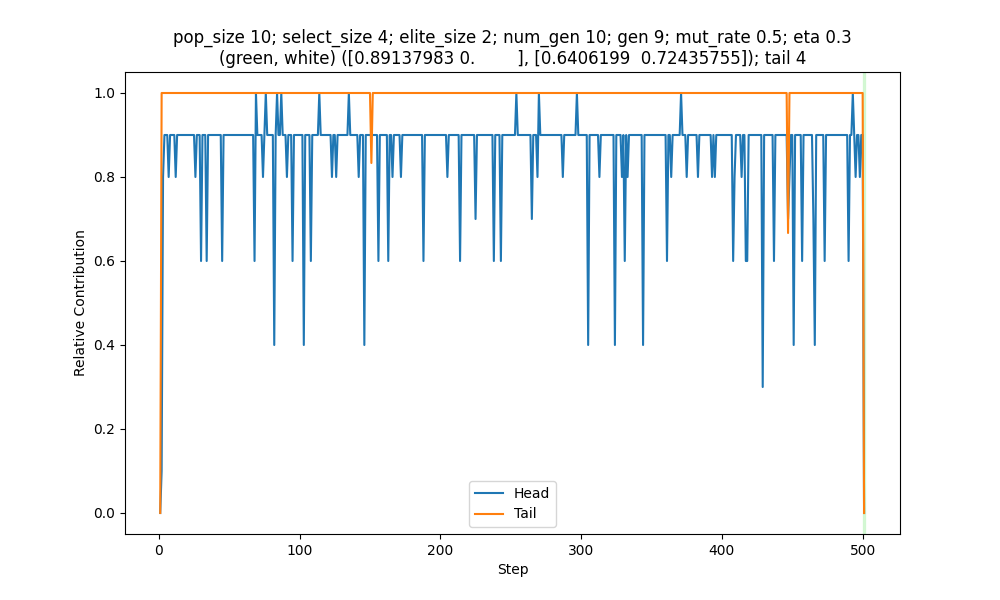 pop_size 10; select_size 4; elite_size 2; num_gen 10; gen 9; mut_rate 0.5; eta 0.3
(green, white) ([0.89137983 0.        ], [0.6406199  0.72435755]); tail 4
1.0
0.8
0.6
0.4
0.2
0.0
Relative Contribution
Head
Tail
0
100
200
300
400
500
Step